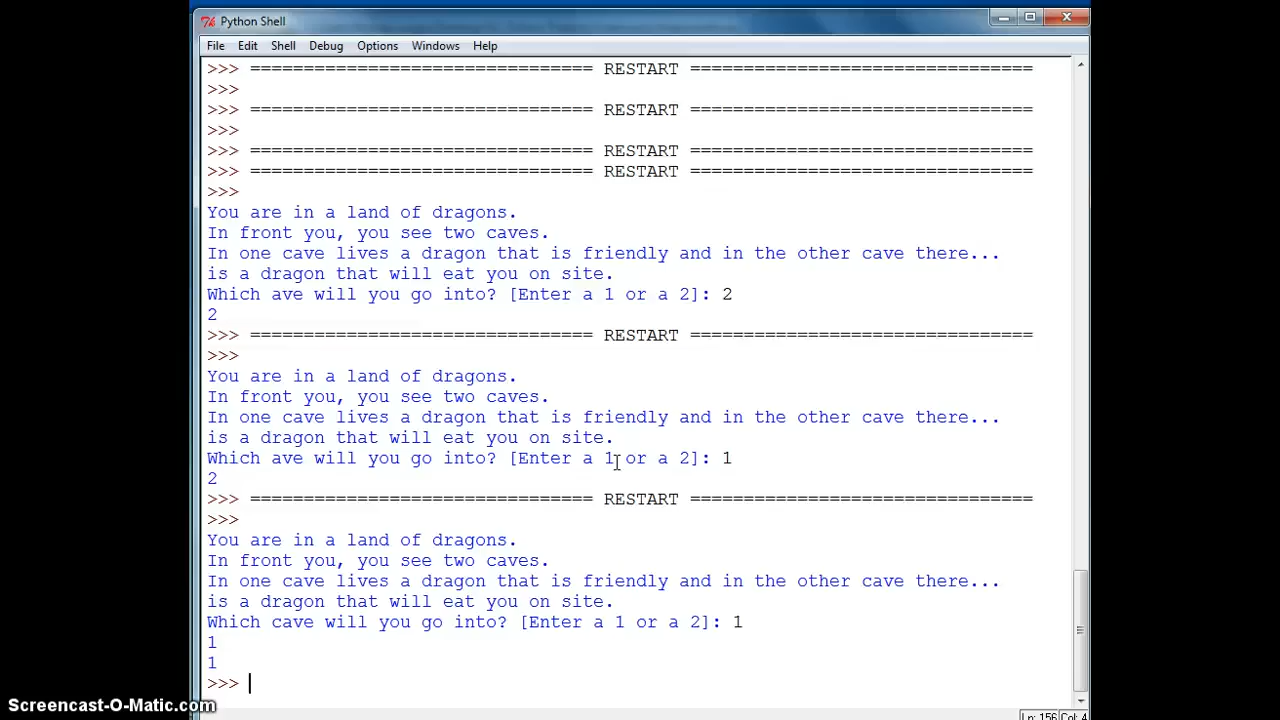 Python Shell
File Edit Shell Debug Options Windows Help
>>> ================================ RESTART ================================
>>>
>>> ================================ RESTART ================================
>>>
>>> ================================ RESTART ================================
>>> ================================ RESTART ================================
>>>
You are in a land of dragons.
In front you, you see two caves.
In one cave lives a dragon that is friendly and in the other cave there...
is a dragon that will eat you on site.
Which ave will you go into? [Enter a 1 or a 2]: 2
2
>>> ================================ RESTART ================================
>>>
You are in a land of dragons.
In front you, you see two caves.
In one cave lives a dragon that is friendly and in the other cave there...
is a dragon that will eat you on site.
Which ave will you go into? [Enter a 1 or a 2]: 1
2
>>> ================================ RESTART ================================
>>>
You are in a land of dragons.
In front you, you see two caves.
In one cave lives a dragon that is friendly and in the other cave there...
is a dragon that will eat you on site.
Which cave will you go into? [Enter a 1 or a 2]: 1
1
1
>>>
Screencast-O-Matic.com
Ln: 156 Col: 4